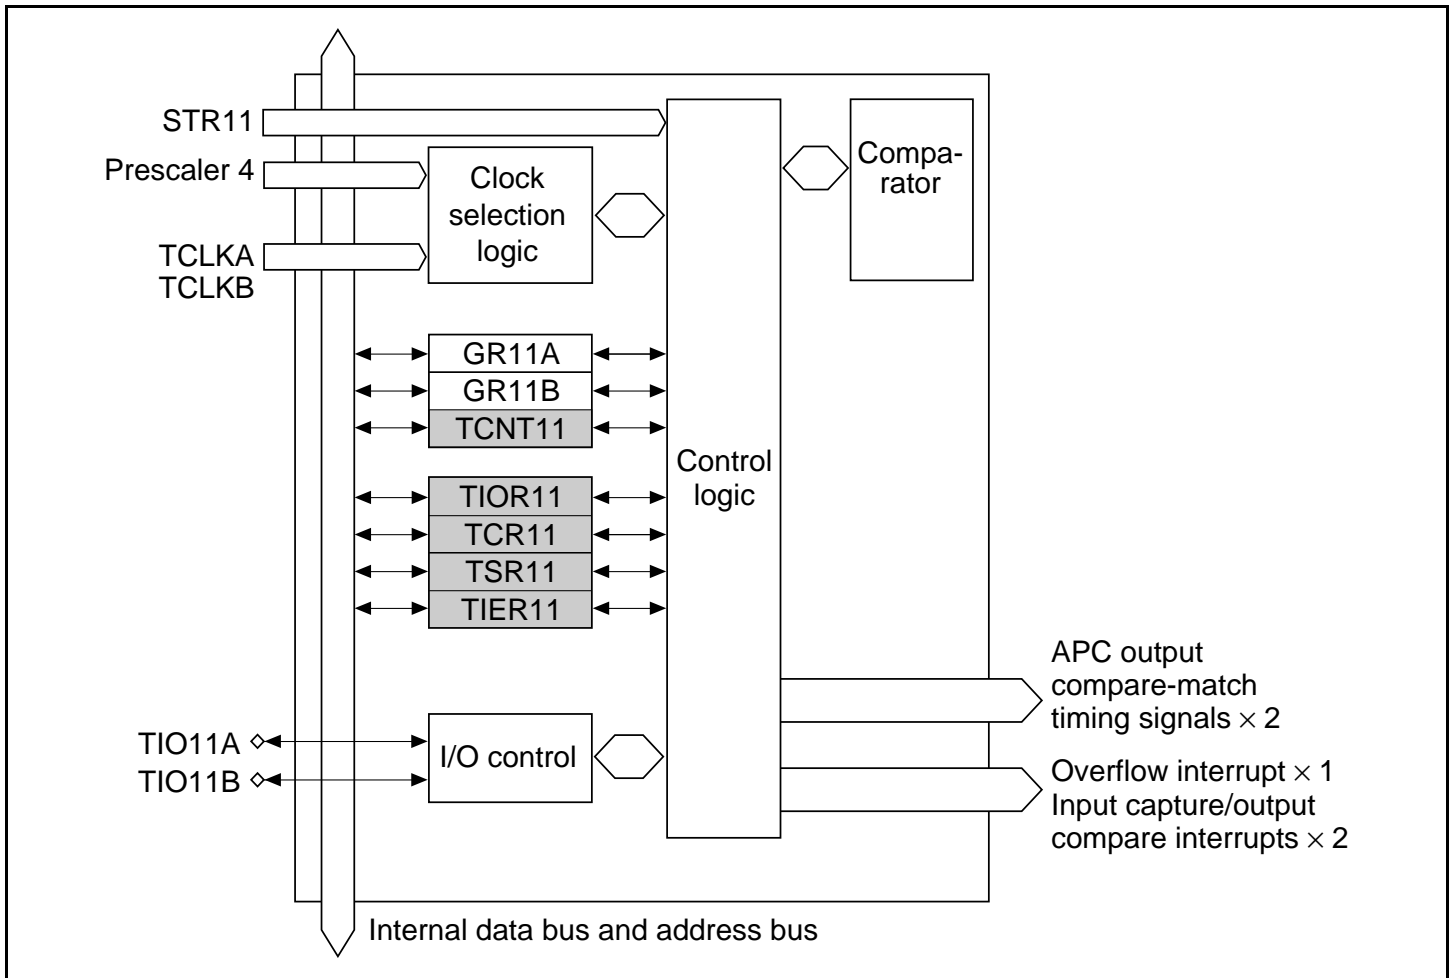 STR11
Prescaler 4
TCLKA
TCLKB
Clock
selection
logic
Compa-
rator
GR11A
GR11B
TCNT11
TIOR11
TCR11
TSR11
TIER11
Control
logic
TIO11A
TIO11B
I/O control
APC output
compare-match
timing signals × 2
Overflow interrupt × 1
Input capture/output
compare interrupts × 2
Internal data bus and address bus